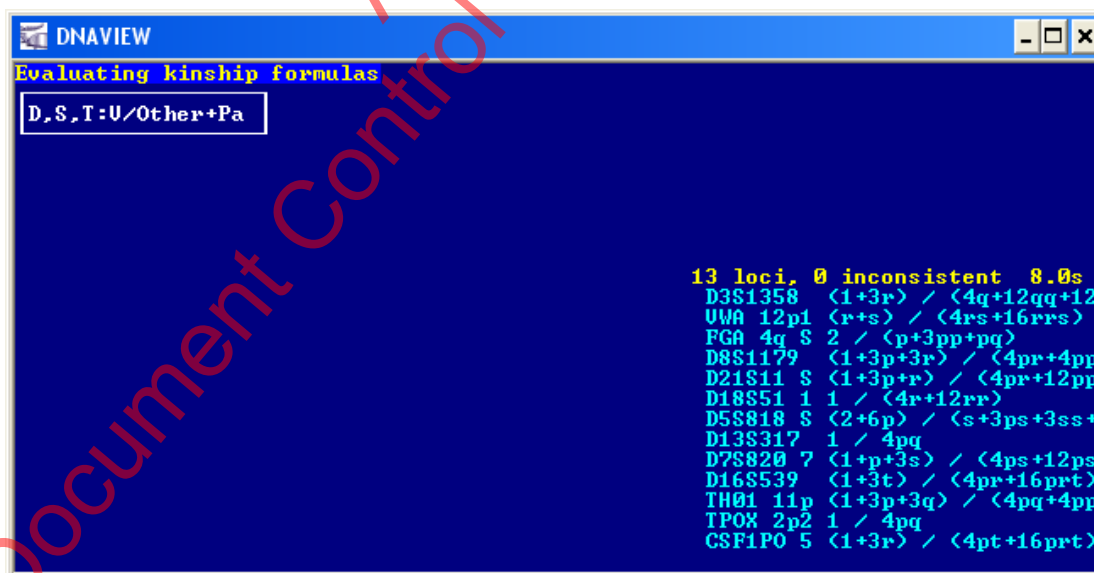 DNAVIEW
Evaluating kinship formulas
D,S,T:V/Other+Pa
13 loci, 0 inconsistent 8.0s
D3S1358 (1+3r) / (4q+12qq+12
VWA 12p1 (r+s) / (4rs+16rrs)
FGA 4q S 2 / (p+3pp+pq)
D8S1179 (1+3p+3r) / (4pr+4pp
D21S11 S (1+3p+r) / (4pr+12pp
D18S51 1 1 / (4r+12rr)
D5S818 S (2+6p) / (s+3ps+3ss+
D13S317 1 / 4pq
D7S820 7 (1+p+3s) / (4ps+12ps
D16S539 (1+3t) / (4pr+16prt)
TH01 11p (1+3p+3q) / (4pq+4pp
TPOX 2p2 1 / 4pq
CSF1PO 5 (1+3r) / (4pt+16prt)
Document Control